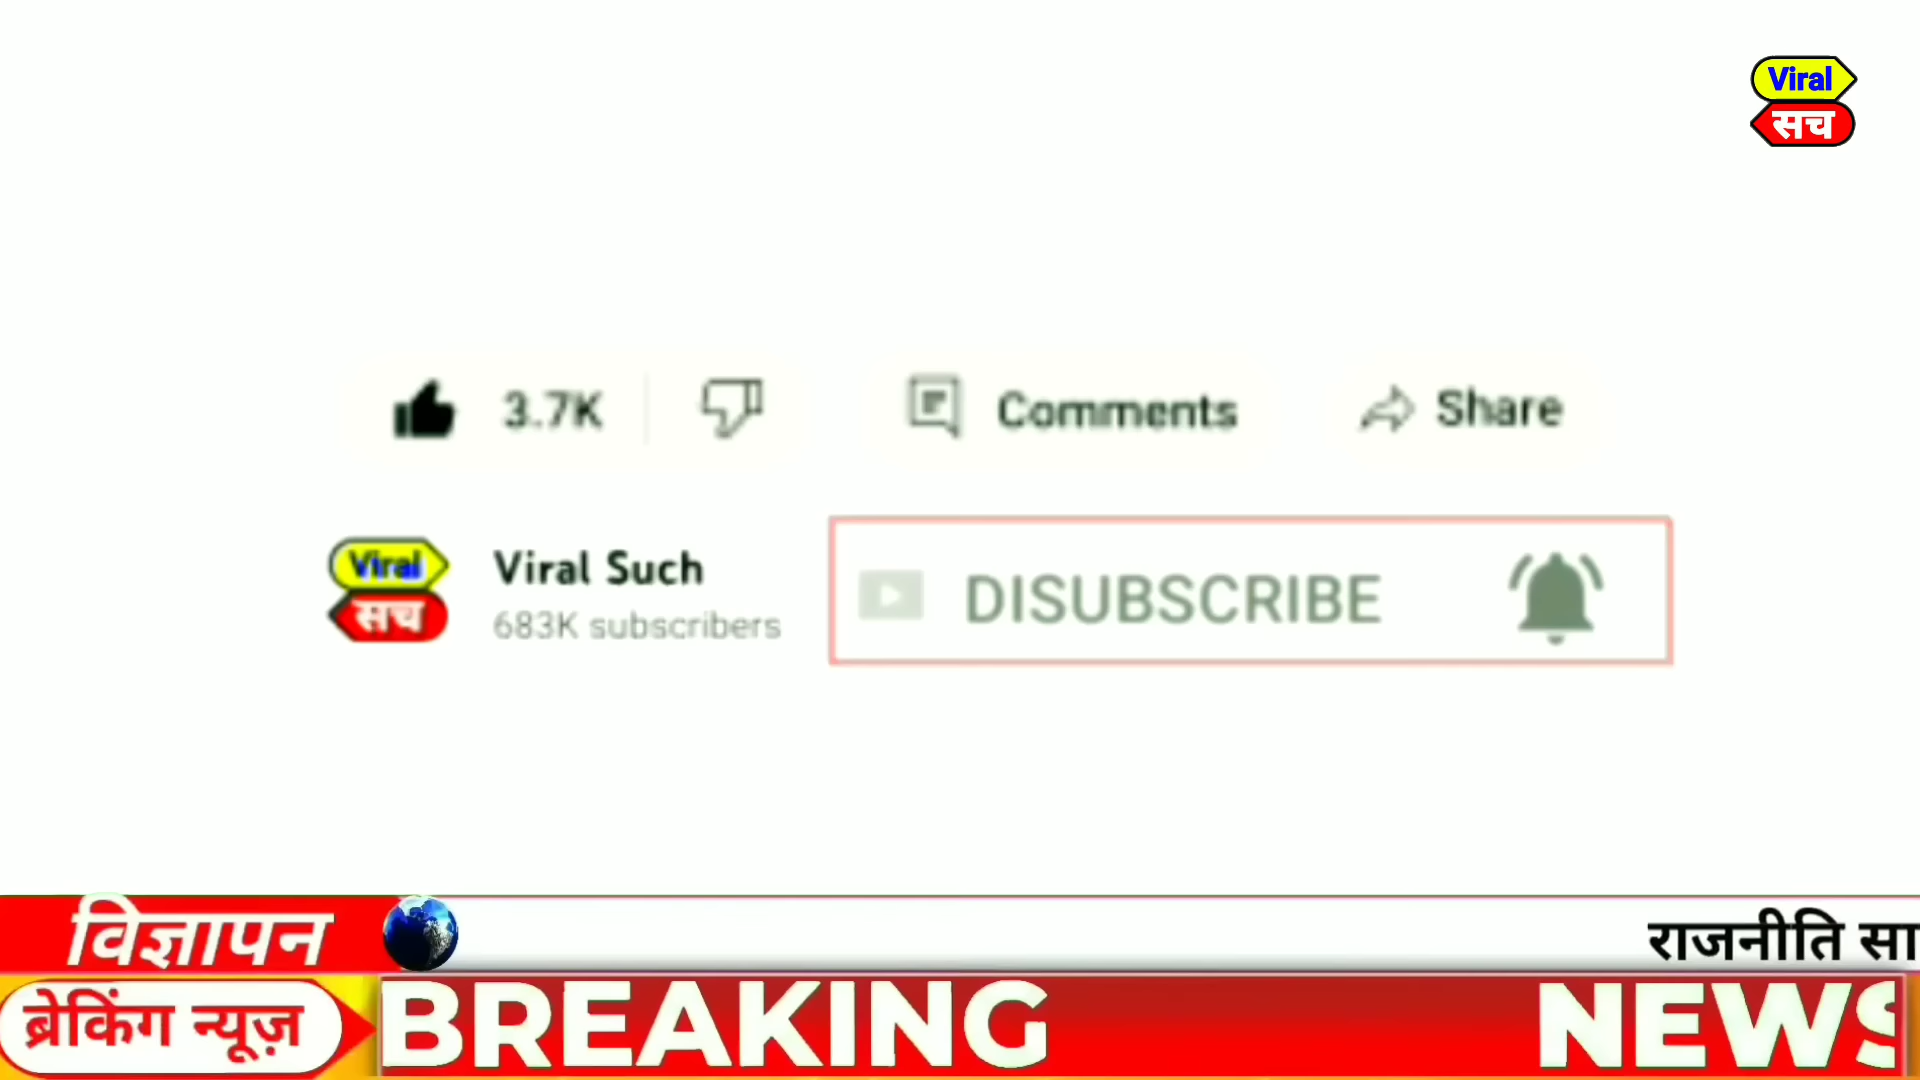 Viral
सच
3.7K
Comments
Share
Viral
सच
Viral Such
683K subscribers
DISUBSCRIBE
विज्ञापन
राजनीति सा
ब्रेकिंग न्यूज़
BREAKING NEWS